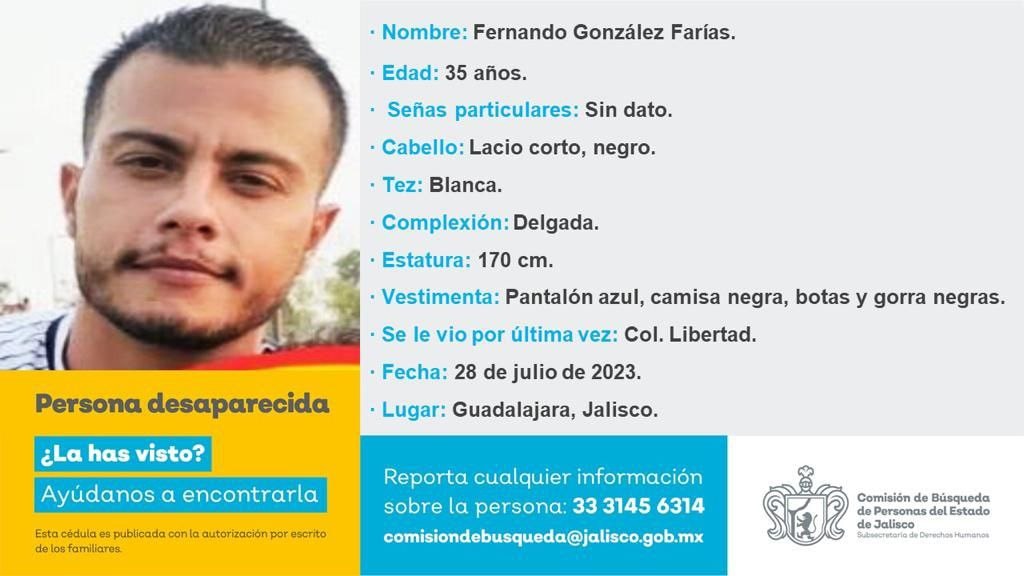 · Nombre: Fernando González Farías.
· Edad: 35 años.
· Señas particulares: Sin dato.
· Cabello: Lacio corto, negro.
· Tez: Blanca.
· Complexión: Delgada.
· Estatura: 170 cm.
· Vestimenta: Pantalón azul, camisa negra, botas y gorra negras.
· Se le vio por última vez: Col. Libertad.
· Fecha: 28 de julio de 2023.
· Lugar: Guadalajara, Jalisco.
Persona desaparecida
¿La has visto?
Ayúdanos a encontrarla
Esta cédula es publicada con la autorización por escrito
de los familiares.
Reporta cualquier información
sobre la persona: 33 3145 6314
comisiondebusqueda@jalisco.gob.mx
Comisión de Búsqueda
de Personas del Estado
de Jalisco
Subsecretaría de Derechos Humanos